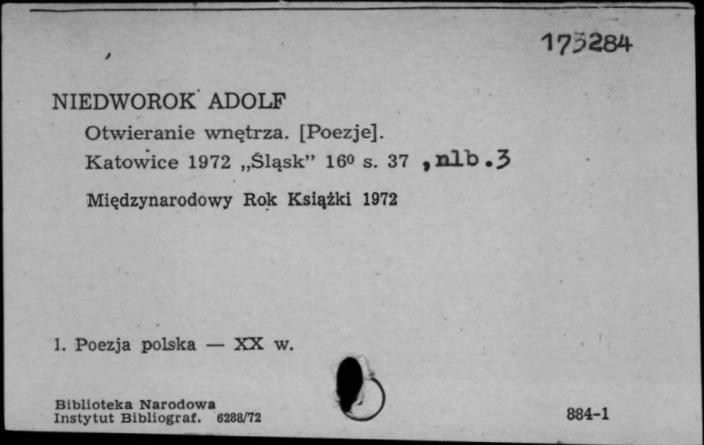 173284
NIEDWOROK ADOLF
Otwieranie wnętrza. [Poezje].
Katowice 1972 „Śląsk” 16⁰ s. 37 , nlb. 3
Międzynarodowy Rok Książki 1972
1. Poezja polska — XX w.
Biblioteka Narodowa
Instytut Bibliograf. 6288/72
884-1